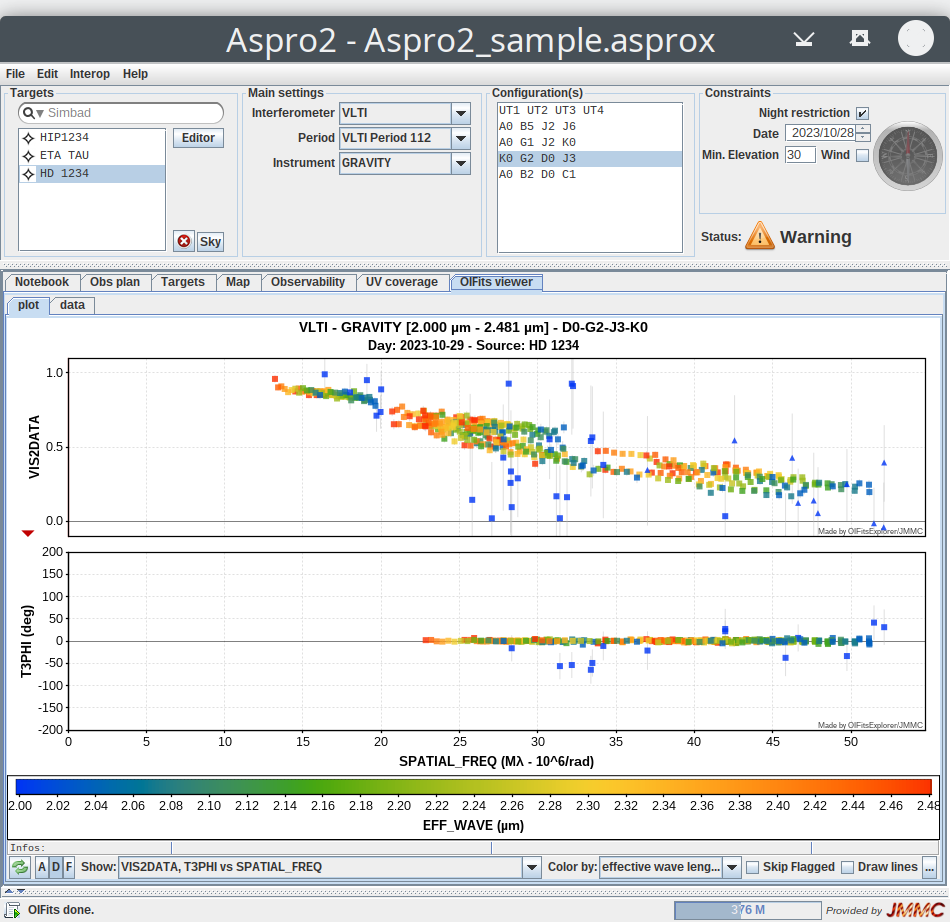 Aspro2 - Aspro2_sample.asprox
File Edit Interop Help
Targets
Simbad
HIP1234
ETA TAU
HD 1234
Editor
Sky
Main settings
Interferometer VLTI
Period VLTI Period 112
Instrument GRAVITY
Configuration(s)
UT1 UT2 UT3 UT4
A0 B5 J2 J6
A0 G1 J2 K0
K0 G2 D0 J3
A0 B2 D0 C1
Constraints
Night restriction
Date 2023/10/28
Min. Elevation 30 Wind
Status: Warning
Notebook Obs plan Targets Map Observability UV coverage OIFits viewer
plot data
VLTI - GRAVITY [2.000 µm - 2.481 µm] - D0-G2-J3-K0
Day: 2023-10-29 - Source: HD 1234
VIS2DATA
1.0
0.5
0.0
Made by OIFitsExplorer/JMMC
T3PHI (deg)
200
150
100
50
0
-50
-100
-150
-200
Made by OIFitsExplorer/JMMC
0 5 10 15 20 25 30 35 40 45 50
SPATIAL_FREQ (Mλ - 10^6/rad)
2.00 2.02 2.04 2.06 2.08 2.10 2.12 2.14 2.16 2.18 2.20 2.22 2.24 2.26 2.28 2.30 2.32 2.34 2.36 2.38 2.40 2.42 2.44 2.46 2.48
EFF_WAVE (µm)
Infos:
A D F Show: VIS2DATA, T3PHI vs SPATIAL_FREQ Color by: effective wave leng... Skip Flagged Draw lines ...
OIFits done. 376 M Provided by JMMC